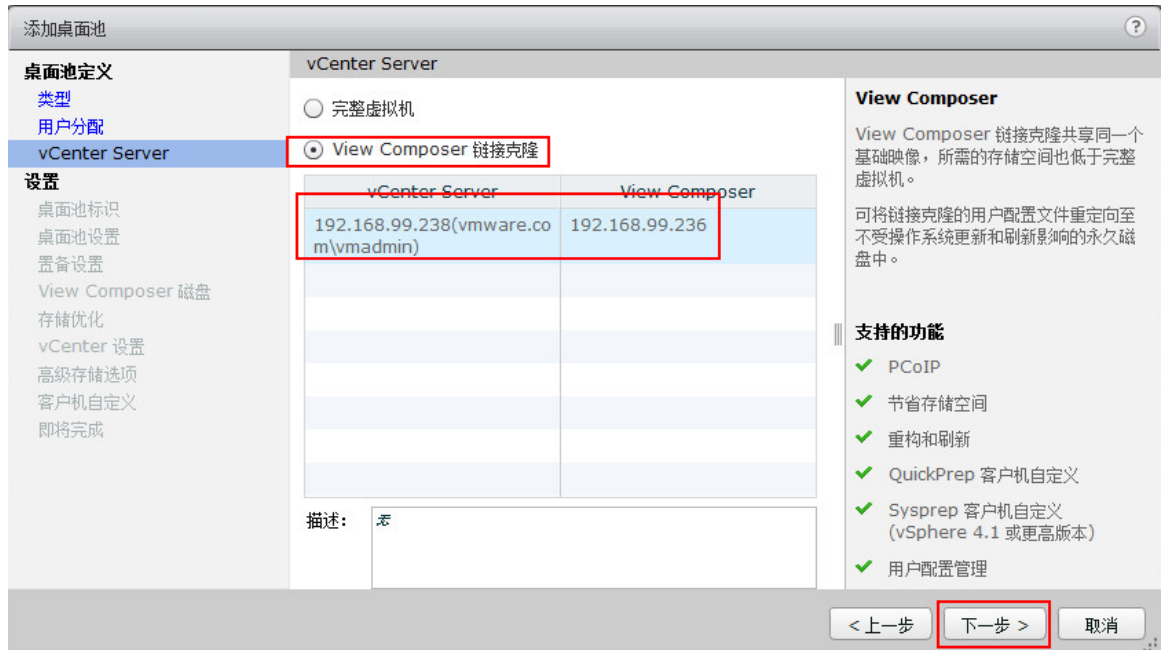 添加桌面池
?
桌面池定义
类型
用户分配
vCenter Server
设置
桌面池标识
桌面池设置
置备设置
View Composer 磁盘
存储优化
vCenter 设置
高级存储选项
客户机自定义
即将完成
vCenter Server
完整虚拟机
View Composer 链接克隆
vCenter Server View Composer
192.168.99.238(vmware.co 192.168.99.236
m\vmadmin)
描述： 无
View Composer
View Composer 链接克隆共享同一个
基础映像，所需的存储空间也低于完整
虚拟机。
可将链接克隆的用户配置文件重定向至
不受操作系统更新和刷新影响的永久磁
盘中。
支持的功能
PCoIP
节省存储空间
重构和刷新
QuickPrep 客户机自定义
Sysprep 客户机自定义
(vSphere 4.1 或更高版本)
用户配置管理
<上一步 下一步 > 取消